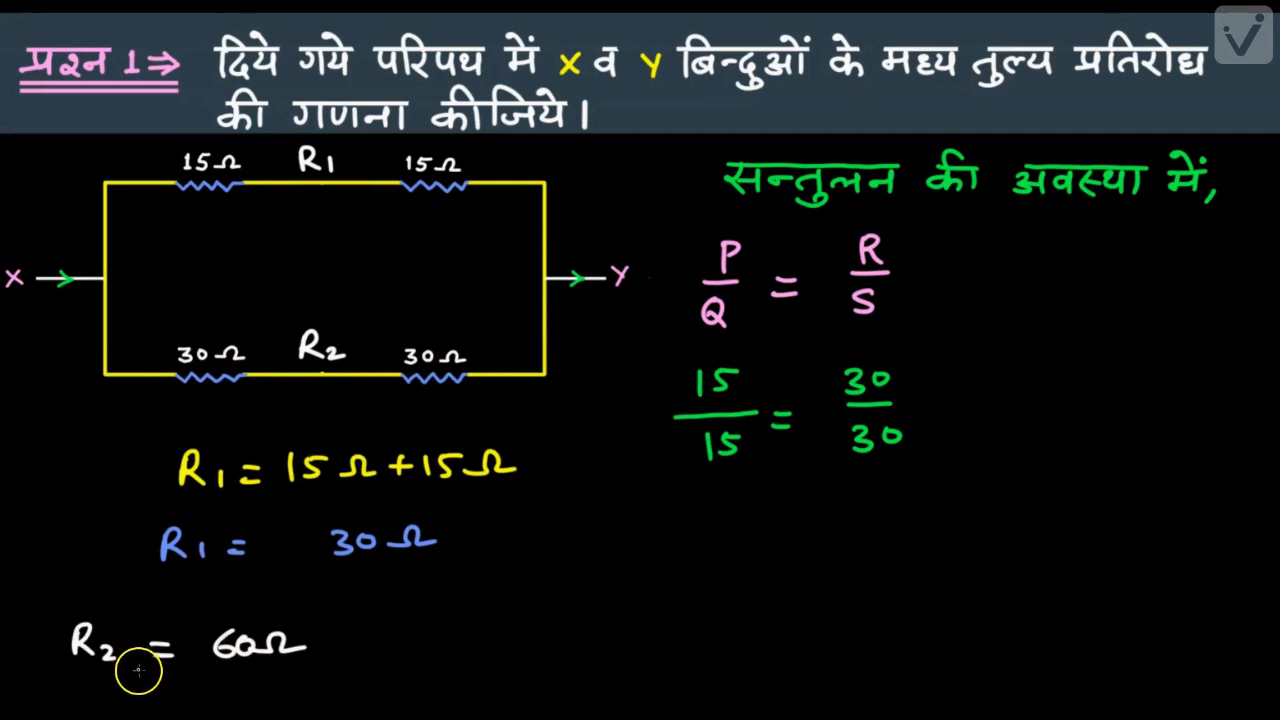 प्रश्न 1⇒ दिये गये परिपथ में X व Y बिन्दुओं के मध्य तुल्य प्रतिरोध
की गणना कीजिये।
15Ω R1 15Ω
X
Y
30Ω R2 30Ω
R1 = 15Ω + 15Ω
R1 = 30Ω
R2 = 60Ω
सन्तुलन की अवस्था में,
P/Q = R/S
15/15 = 30/30